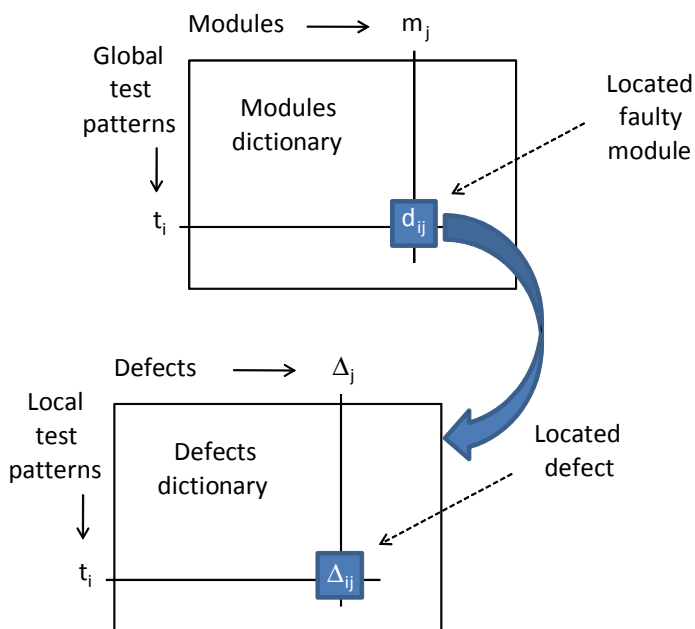 Modules
m_j
Global
test
patterns
Modules
dictionary
Located
faulty
module
t_i
d_ij
Defects
Δ_j
Local
test
patterns
Defects
dictionary
Located
defect
t_i
Δ_ij